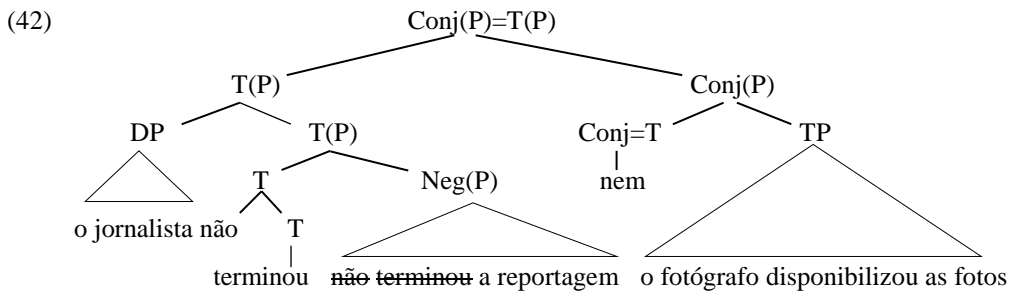 (42) Conj(P)=T(P)
T(P) Conj(P)
DP T(P) Conj=T TP
T Neg(P) nem
o jornalista não T
terminou não terminou a reportagem o fotógrafo disponibilizou as fotos